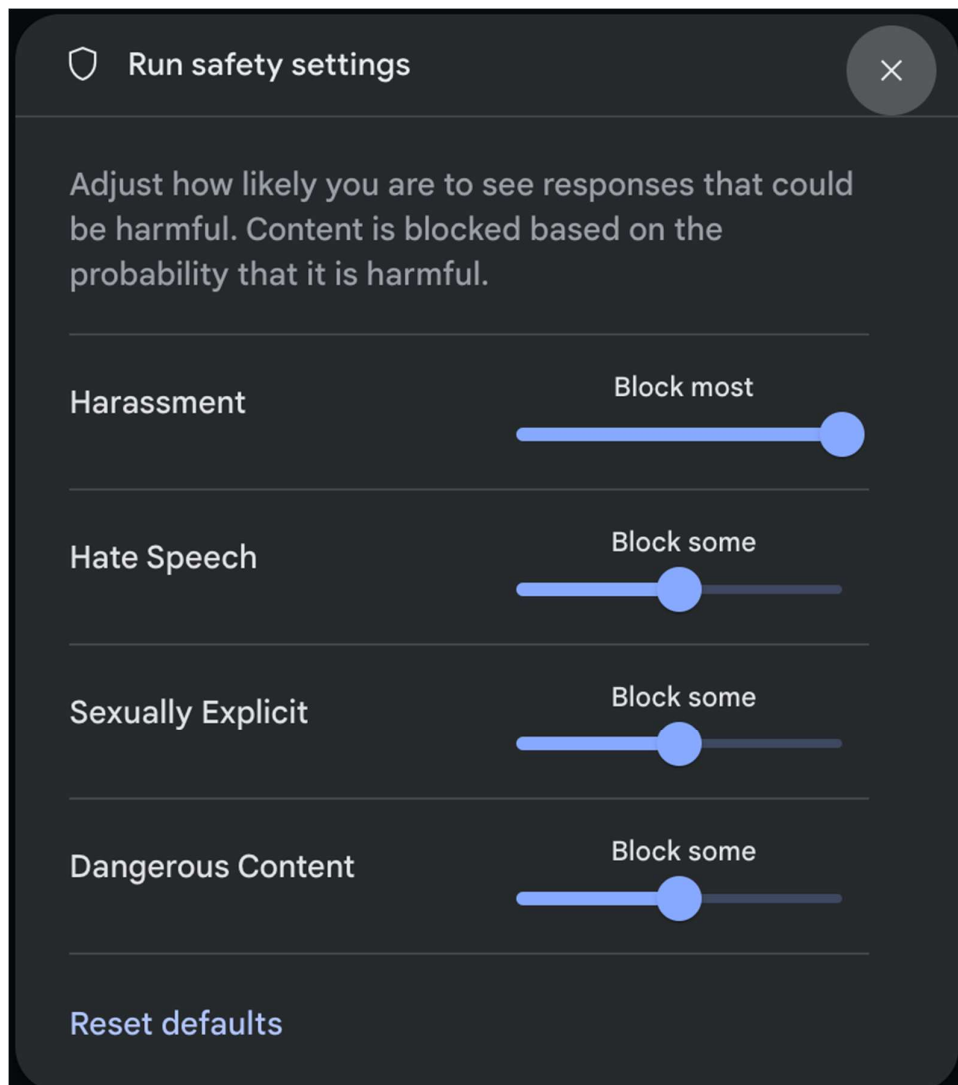 Run safety settings
Adjust how likely you are to see responses that could
be harmful. Content is blocked based on the
probability that it is harmful.
Harassment
Block most
Hate Speech
Block some
Sexually Explicit
Block some
Dangerous Content
Block some
Reset defaults